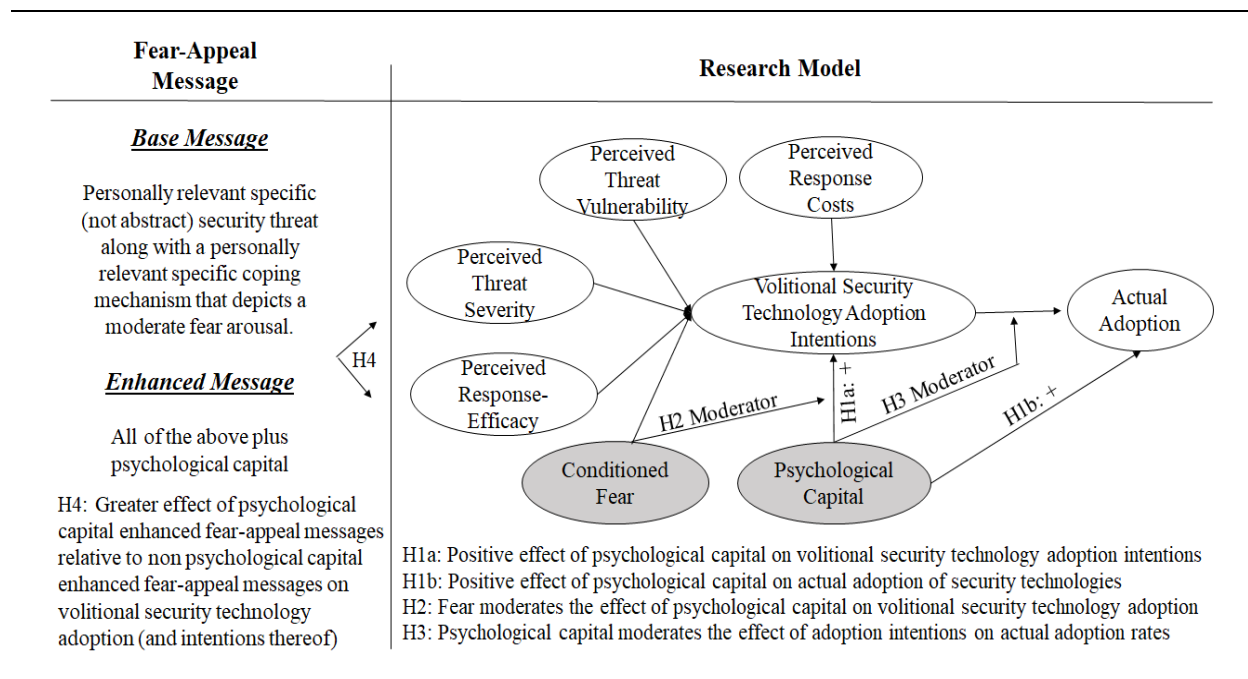 Fear-Appeal
Message
Research Model
Base Message
Personally relevant specific
(not abstract) security threat
along with a personally
relevant specific coping
mechanism that depicts a
moderate fear arousal.
H4
Enhanced Message
All of the above plus
psychological capital
H4: Greater effect of psychological
capital enhanced fear-appeal messages
relative to non psychological capital
enhanced fear-appeal messages on
volitional security technology
adoption (and intentions thereof)
Perceived
Threat
Vulnerability
Perceived
Response
Costs
Perceived
Threat
Severity
Volitional Security
Technology Adoption
Intentions
Actual
Adoption
Perceived
Response-
Efficacy
H2 Moderator
H1a: +
H3 Moderator
H1b: +
Conditioned
Fear
Psychological
Capital
H1a: Positive effect of psychological capital on volitional security technology adoption intentions
H1b: Positive effect of psychological capital on actual adoption of security technologies
H2: Fear moderates the effect of psychological capital on volitional security technology adoption
H3: Psychological capital moderates the effect of adoption intentions on actual adoption rates